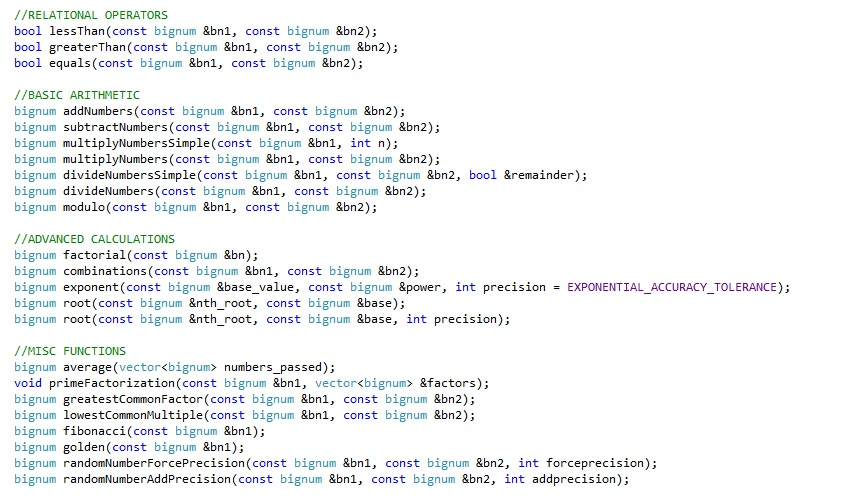 //RELATIONAL OPERATORS
bool lessThan(const bignum &bn1, const bignum &bn2);
bool greaterThan(const bignum &bn1, const bignum &bn2);
bool equals(const bignum &bn1, const bignum &bn2);
//BASIC ARITHMETIC
bignum addNumbers(const bignum &bn1, const bignum &bn2);
bignum subtractNumbers(const bignum &bn1, const bignum &bn2);
bignum multiplyNumbersSimple(const bignum &bn1, int n);
bignum multiplyNumbers(const bignum &bn1, const bignum &bn2);
bignum divideNumbersSimple(const bignum &bn1, const bignum &bn2, bool &remainder);
bignum divideNumbers(const bignum &bn1, const bignum &bn2);
bignum modulo(const bignum &bn1, const bignum &bn2);
//ADVANCED CALCULATIONS
bignum factorial(const bignum &bn);
bignum combinations(const bignum &bn1, const bignum &bn2);
bignum exponent(const bignum &base_value, const bignum &power, int precision = EXPONENTIAL_ACCURACY_TOLERANCE);
bignum root(const bignum &nth_root, const bignum &base);
bignum root(const bignum &nth_root, const bignum &base, int precision);
//MISC FUNCTIONS
bignum average(vector<bignum> numbers_passed);
void primeFactorization(const bignum &bn1, vector<bignum> &factors);
bignum greatestCommonFactor(const bignum &bn1, const bignum &bn2);
bignum lowestCommonMultiple(const bignum &bn1, const bignum &bn2);
bignum fibonacci(const bignum &bn1);
bignum golden(const bignum &bn1);
bignum randomNumberForcePrecision(const bignum &bn1, const bignum &bn2, int forceprecision);
bignum randomNumberAddPrecision(const bignum &bn1, const bignum &bn2, int addprecision);